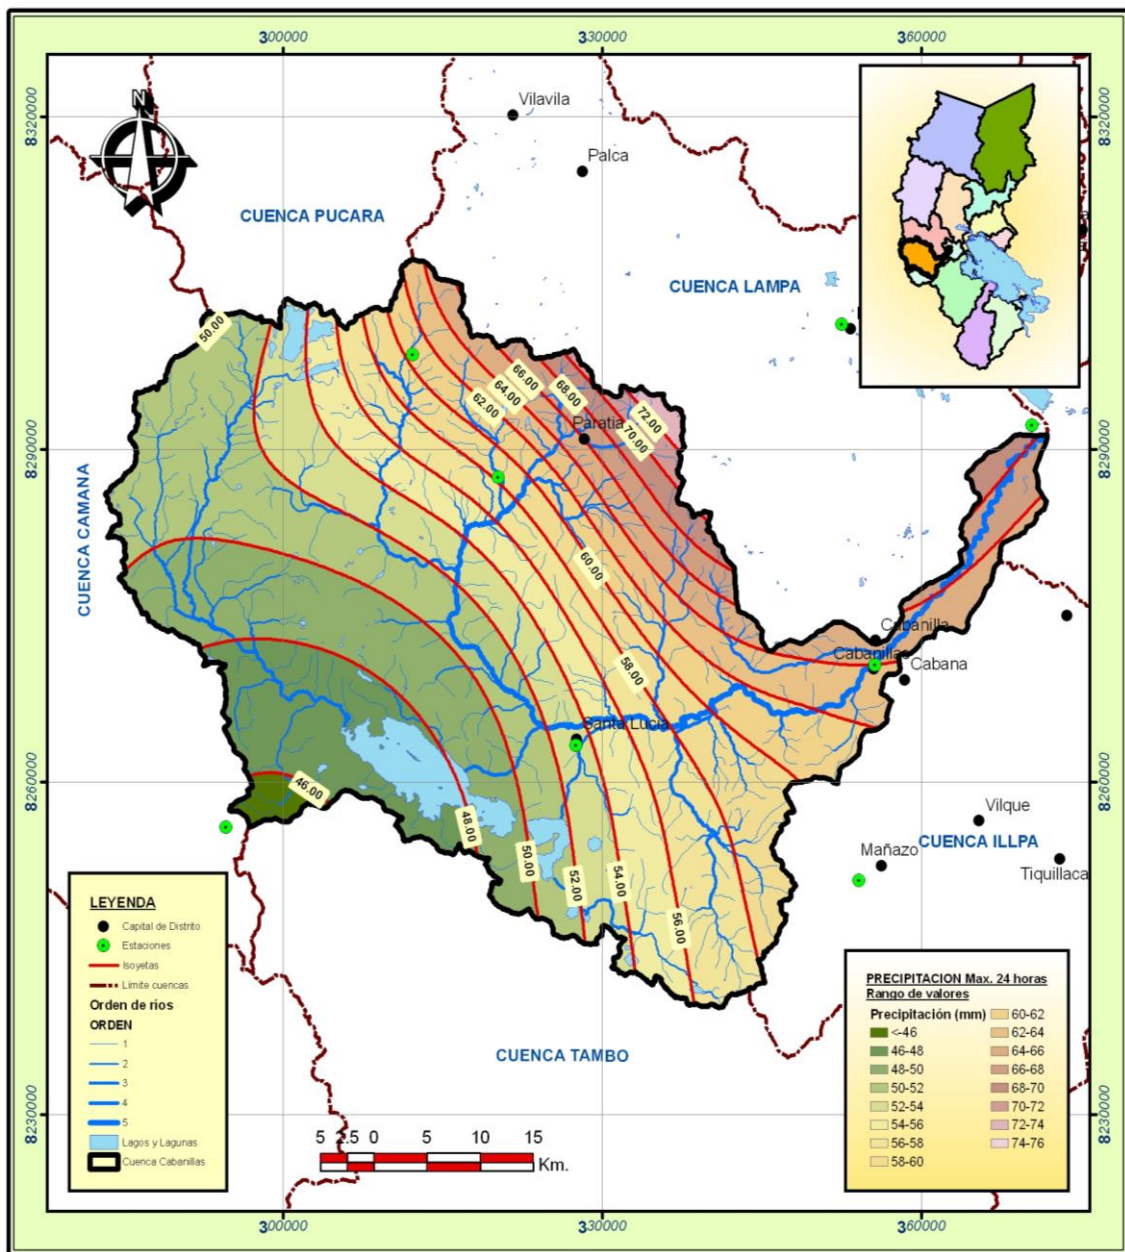 300000
330000
360000
8320000
8320000
N
Vilavila
Palca
CUENCA PUCARA
CUENCA LAMPA
50.00
66.00
64.00
68.00
62.00
72.00
70.00
Paratia
8290000
8290000
CUENCA CAMANA
60.00
Cabanilla
Cabanillas
Cabana
58.00
Santa Lucia
8260000
8260000
46.00
48.00
50.00
52.00
54.00
56.00
Vilque
CUENCA ILLPA
Mañazo
Tiquillaca
LEYENDA
Capital de Distrito
Estaciones
Isoyetas
Limite cuencas
Orden de rios
ORDEN
1
2
3
4
5
Lagos y Lagunas
Cuenca Cabanillas
CUENCA TAMBO
5 2.5 0 5 10 15
Km.
PRECIPITACION Max. 24 horas
Rango de valores
Precipitación (mm)
<-46
46-48
48-50
50-52
52-54
54-56
56-58
58-60
60-62
62-64
64-66
66-68
68-70
70-72
72-74
74-76
8230000
8230000
300000
330000
360000